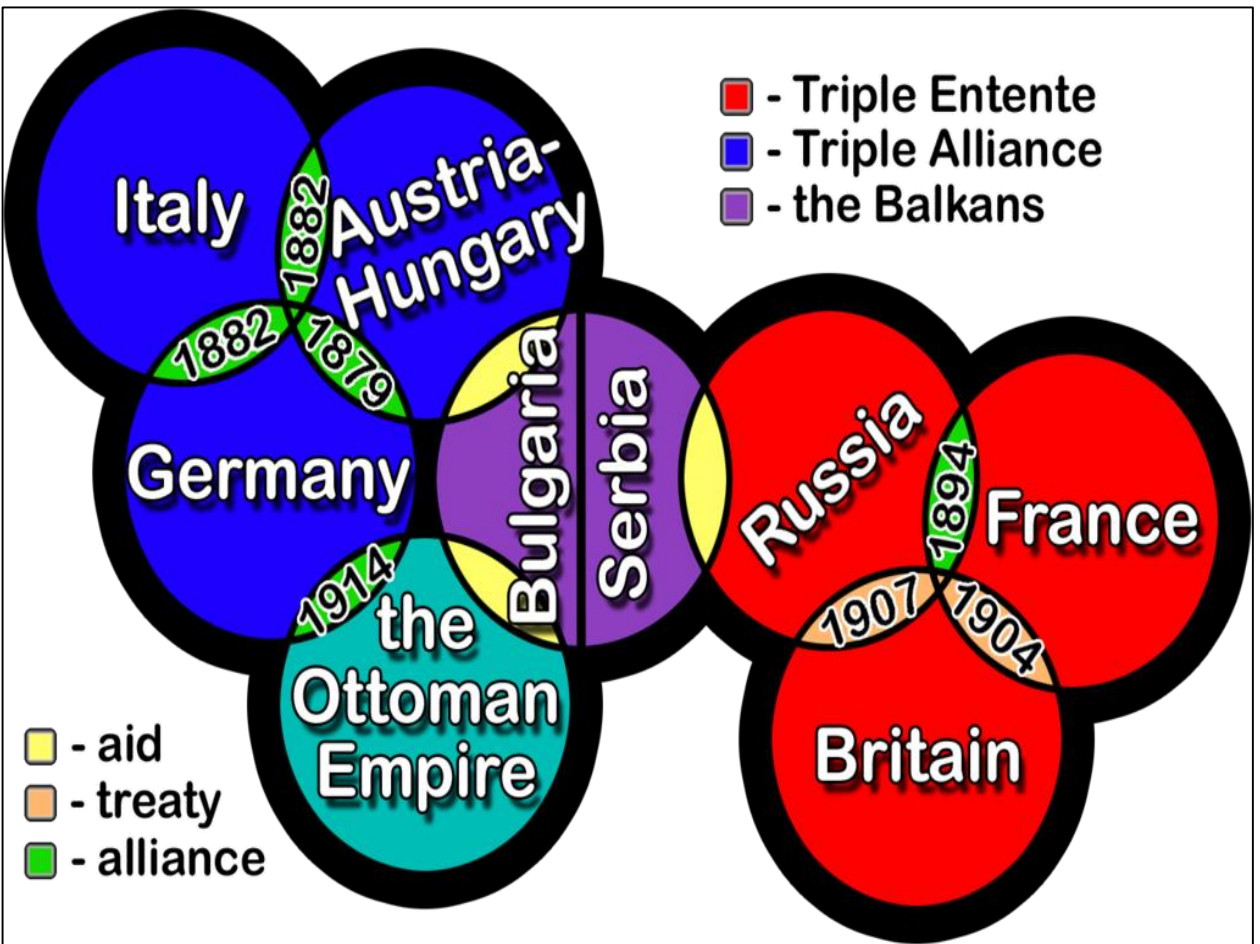 - Triple Entente
- Triple Alliance
- the Balkans
Italy
1882
Austria-
Hungary
1882
1879
Germany
Bulgaria
Serbia
Russia
1894
France
1914
the
Ottoman
Empire
1907
1904
Britain
- aid
- treaty
- alliance